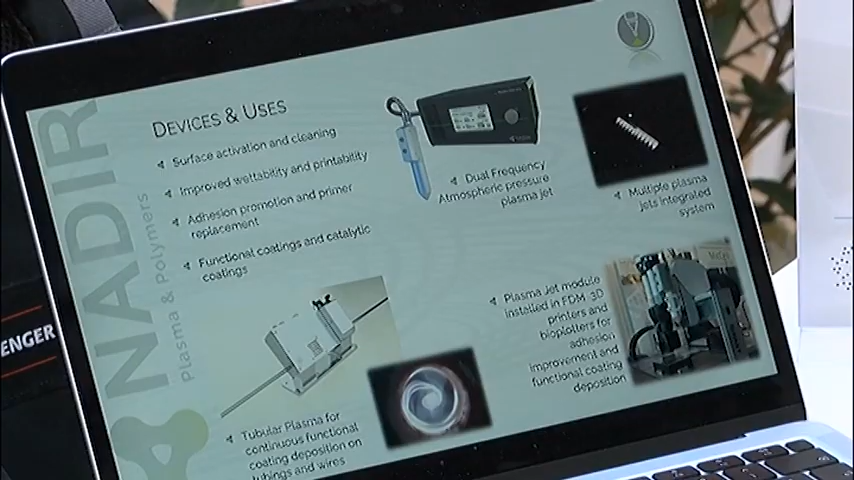 NADIR
Plasma & Polymers
DEVICES & USES
Surface activation and cleaning
Improved wettability and printability
Adhesion promotion and primer
replacement
Functional coatings and catalytic
coatings
Dual Frequency
Atmospheric pressure
plasma jet
Multiple plasma
jets integrated
system
Plasma Jet module
installed in FDM 3D
printers and
bioplotters for
adhesion
improvement and
functional coating
deposition
Tubular Plasma for
continuous functional
coating deposition on
tubings and wires
ENGER